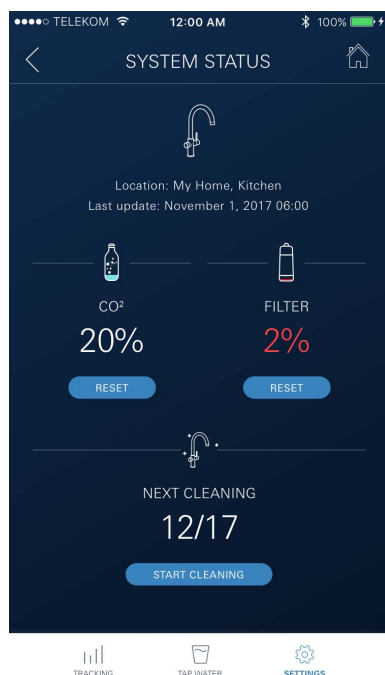 TELEKOM 12:00 AM 100%
SYSTEM STATUS
Location: My Home, Kitchen
Last update: November 1, 2017 06:00
CO² FILTER
20% 2%
RESET RESET
NEXT CLEANING
12/17
START CLEANING
TRACKING TAP WATER SETTINGS